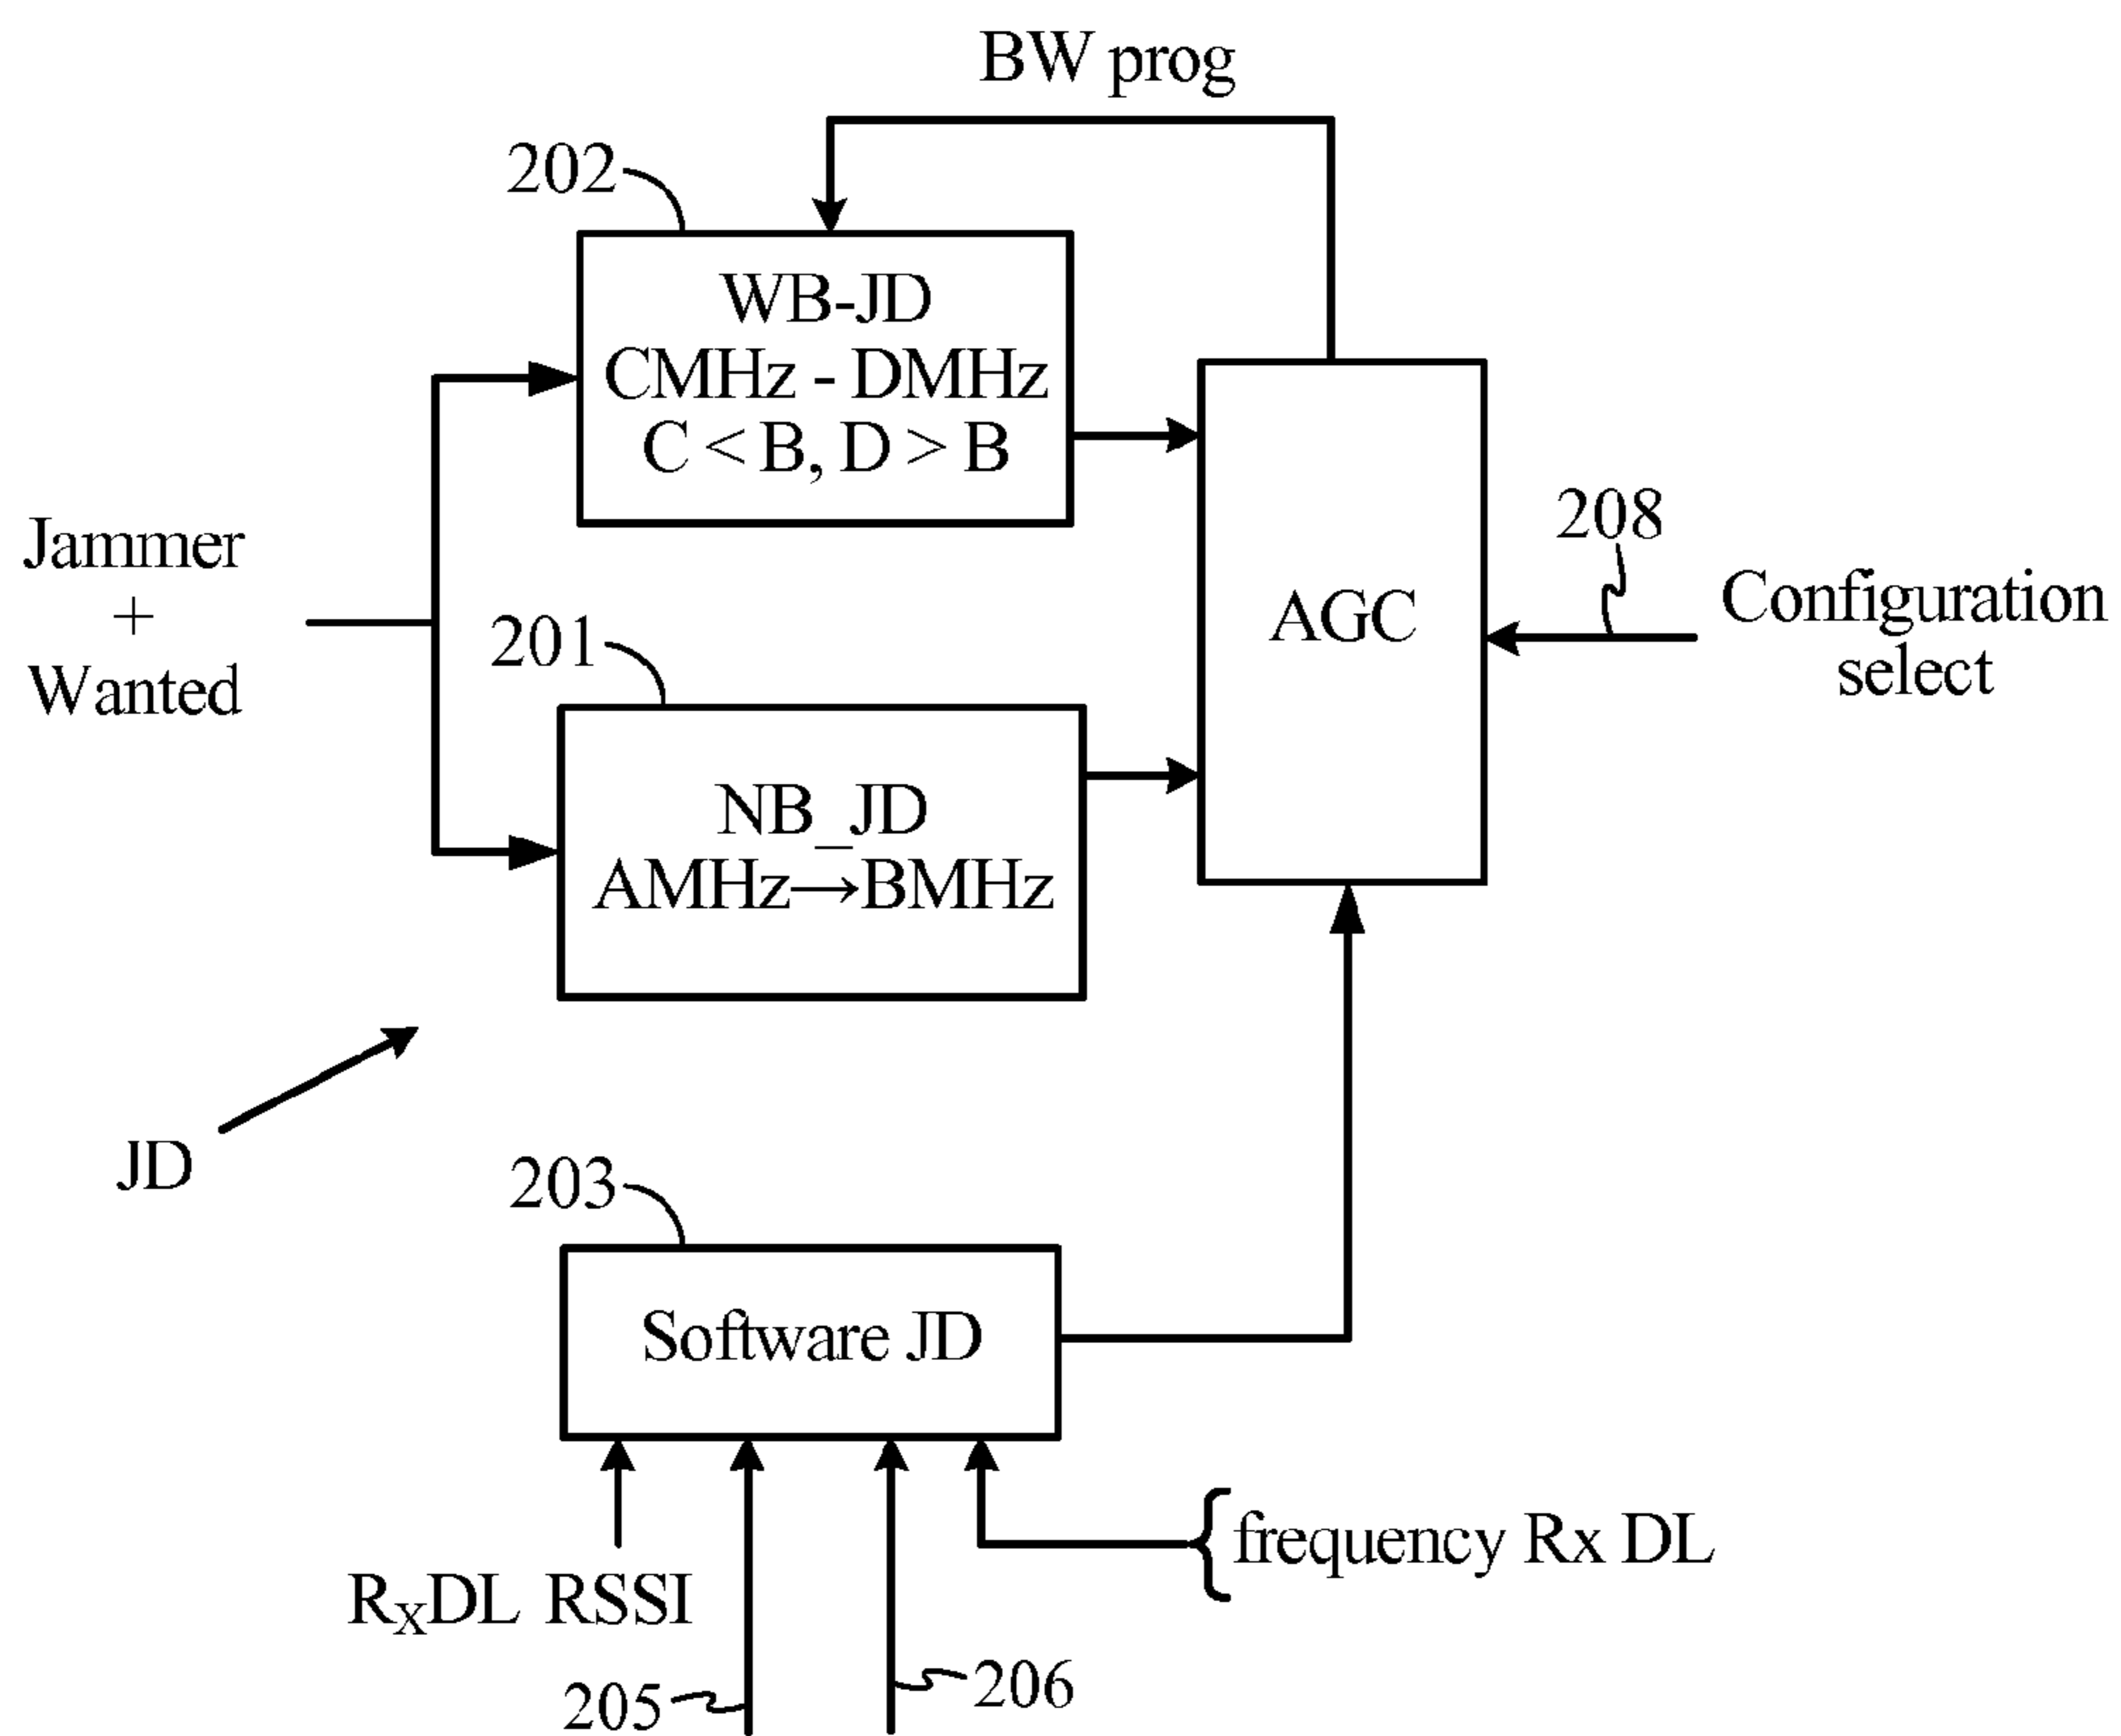 BW prog
202
WB-JD
CMHz - DMHz
C < B, D > B
208
Jammer
+
Wanted
AGC
Configuration
select
201
NB_JD
AMHz→BMHz
JD
203
Software JD
frequency Rx DL
RxDL RSSI
205
206